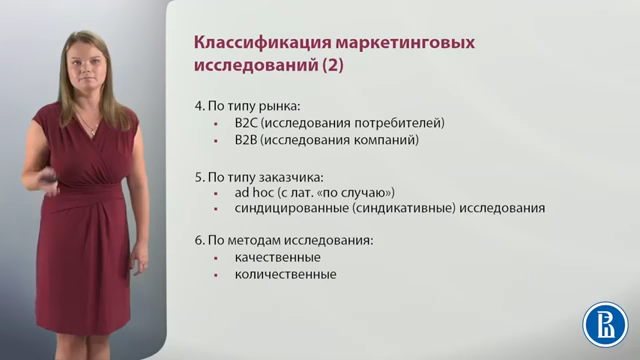 Классификация маркетинговых
исследований (2)
4. По типу рынка:
▪ B2C (исследования потребителей)
▪ B2B (исследования компаний)
5. По типу заказчика:
▪ ad hoc (с лат. «по случаю»)
▪ синдицированные (синдикативные) исследования
6. По методам исследования:
▪ качественные
▪ количественные